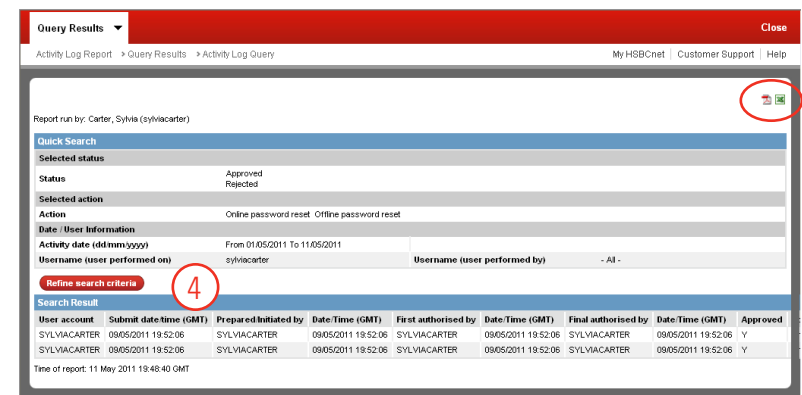 Query Results Close
Activity Log Report > Query Results > Activity Log Query My HSBCnet | Customer Support | Help
Report run by: Carter, Sylvia (sylviacarter)
Quick Search
Selected status
Status Approved
Rejected
Selected action
Action Online password reset Offline password reset
Date / User Information
Activity date (dd/mm/yyyy) From 01/05/2011 To 11/05/2011
Username (user performed on) sylviacarter Username (user performed by) - All -
Refine search criteria 4
Search Result
User account Submit date/time (GMT) Prepared/Initiated by Date/Time (GMT) First authorised by Date/Time (GMT) Final authorised by Date/Time (GMT) Approved
SYLVIACARTER 09/05/2011 19:52:06 SYLVIACARTER 09/05/2011 19:52:06 SYLVIACARTER 09/05/2011 19:52:06 SYLVIACARTER 09/05/2011 19:52:06 Y
SYLVIACARTER 09/05/2011 19:52:06 SYLVIACARTER 09/05/2011 19:52:06 SYLVIACARTER 09/05/2011 19:52:06 SYLVIACARTER 09/05/2011 19:52:06 Y
Time of report: 11 May 2011 19:48:40 GMT